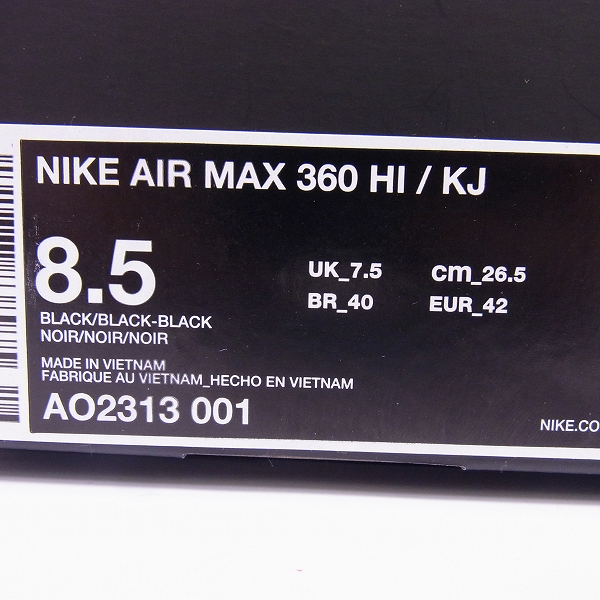 NIKE AIR MAX 360 HI / KJ
8.5
UK_7.5 cm_26.5
BR_40 EUR_42
BLACK/BLACK-BLACK
NOIR/NOIR/NOIR
MADE IN VIETNAM
FABRIQUE AU VIETNAM_HECHO EN VIETNAM
AO2313 001
NIKE.CO